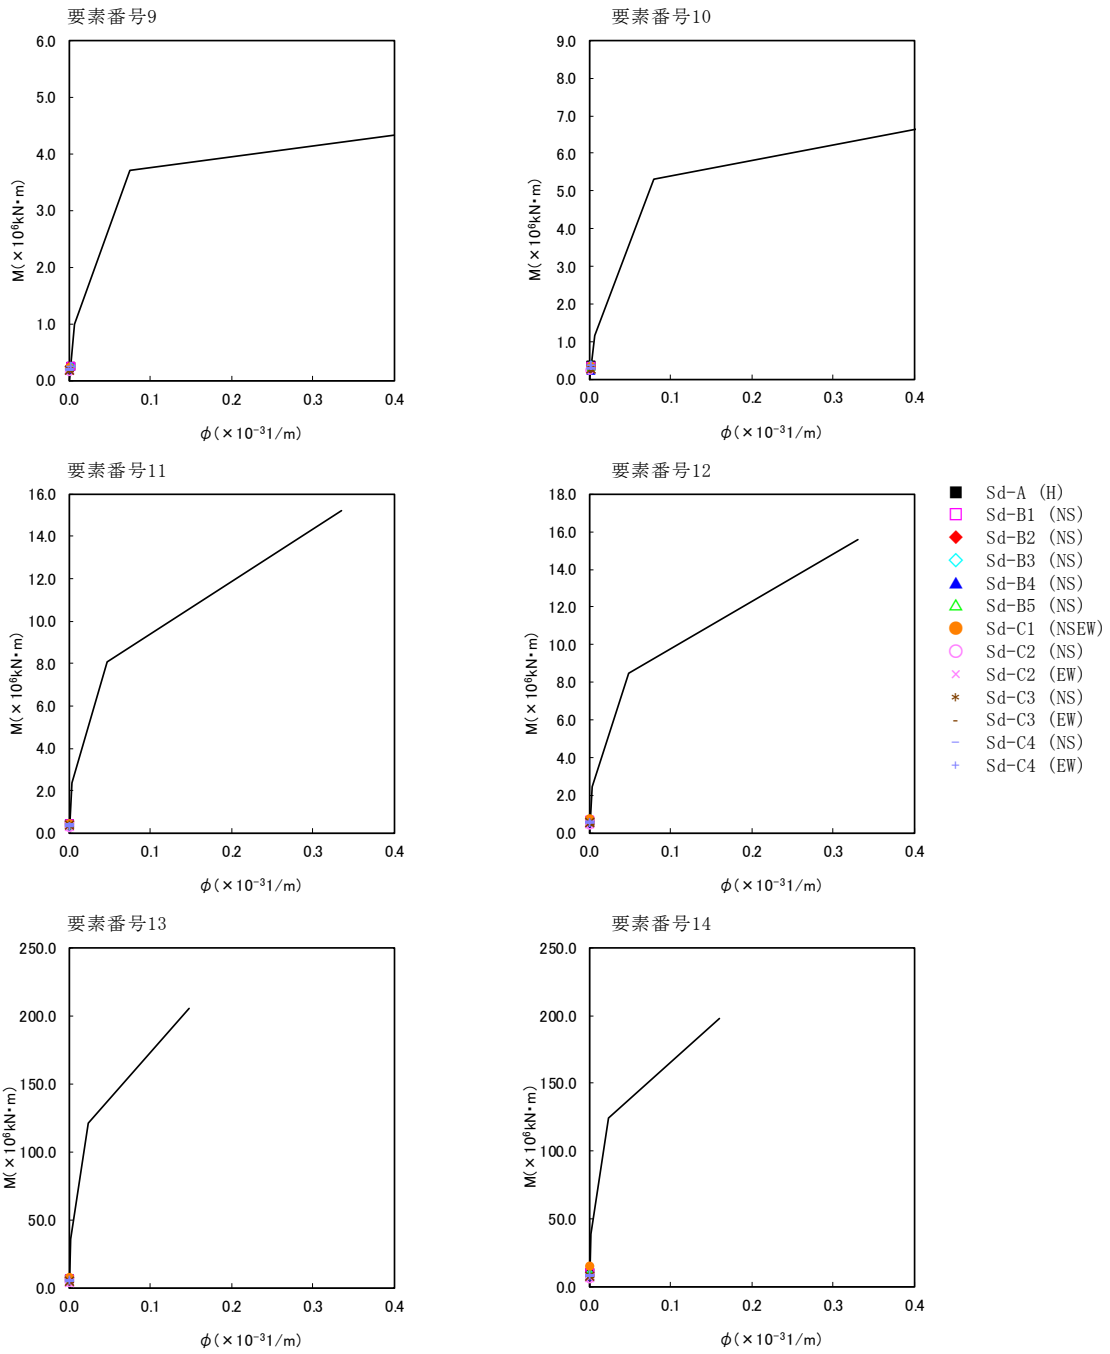 要素番号9
6.0
5.0
4.0
3.0
2.0
1.0
0.0
M(×10⁶kN・m)
0.0 0.1 0.2 0.3 0.4
φ(×10⁻³1/m)
要素番号10
9.0
8.0
7.0
6.0
5.0
4.0
3.0
2.0
1.0
0.0
M(×10⁶kN・m)
0.0 0.1 0.2 0.3 0.4
φ(×10⁻³1/m)
要素番号11
16.0
14.0
12.0
10.0
8.0
6.0
4.0
2.0
0.0
M(×10⁶kN・m)
0.0 0.1 0.2 0.3 0.4
φ(×10⁻³1/m)
要素番号12
18.0
16.0
14.0
12.0
10.0
8.0
6.0
4.0
2.0
0.0
M(×10⁶kN・m)
0.0 0.1 0.2 0.3 0.4
φ(×10⁻³1/m)
Sd-A (H)
Sd-B1 (NS)
Sd-B2 (NS)
Sd-B3 (NS)
Sd-B4 (NS)
Sd-B5 (NS)
Sd-C1 (NSEW)
Sd-C2 (NS)
Sd-C2 (EW)
Sd-C3 (NS)
Sd-C3 (EW)
Sd-C4 (NS)
Sd-C4 (EW)
要素番号13
250.0
200.0
150.0
100.0
50.0
0.0
M(×10⁶kN・m)
0.0 0.1 0.2 0.3 0.4
φ(×10⁻³1/m)
要素番号14
250.0
200.0
150.0
100.0
50.0
0.0
M(×10⁶kN・m)
0.0 0.1 0.2 0.3 0.4
φ(×10⁻³1/m)